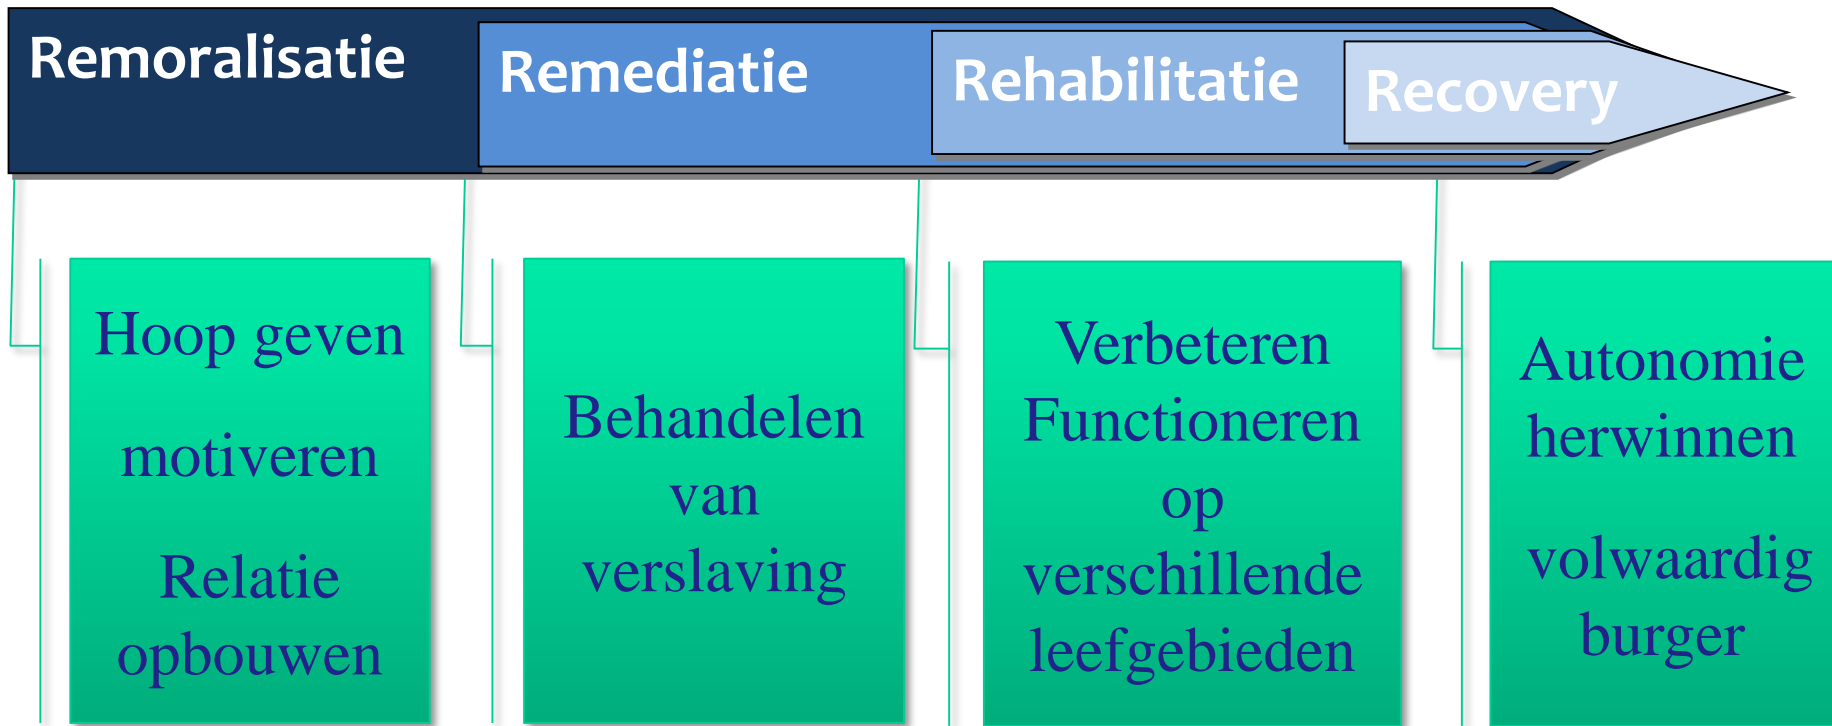 Remoralisatie
Remediatie
Rehabilitatie
Recovery
Hoop geven
motiveren
Relatie
opbouwen
Behandelen
van
verslaving
Verbeteren
Functioneren
op
verschillende
leefgebieden
Autonomie
herwinnen
volwaardig
burger